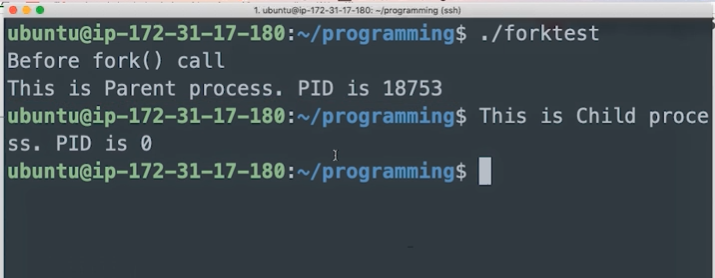 1. ubuntu@ip-172-31-17-180: ~/programming (ssh)
ubuntu@ip-172-31-17-180:~/programming$ ./forktest
Before fork() call
This is Parent process. PID is 18753
ubuntu@ip-172-31-17-180:~/programming$ This is Child proce
ss. PID is 0
ubuntu@ip-172-31-17-180:~/programming$